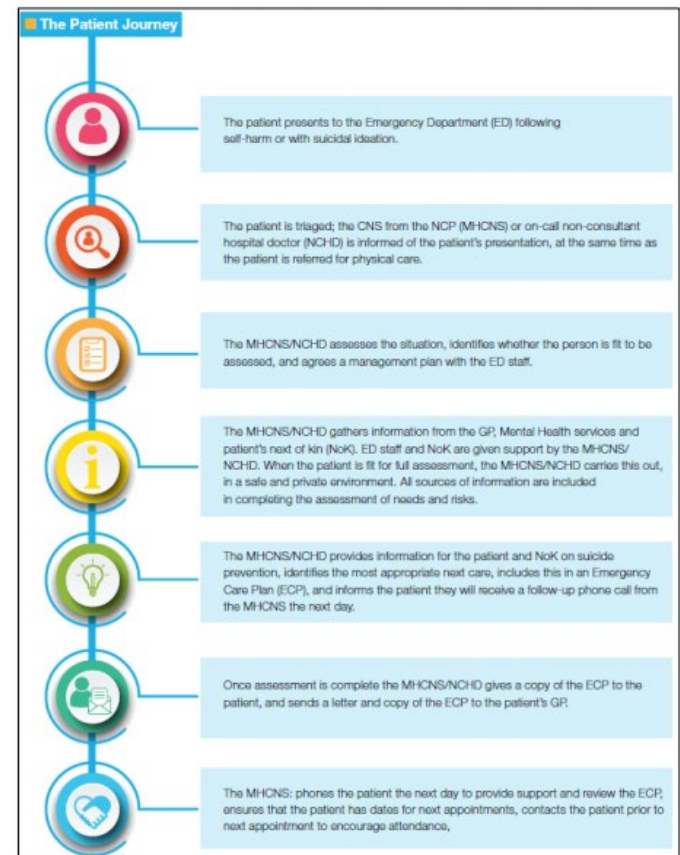 The Patient Journey
The patient presents to the Emergency Department (ED) following
self-harm or with suicidal ideation.
The patient is triaged; the CNS from the NCP (MHCNS) or on-call non-consultant
hospital doctor (NCHD) is informed of the patient's presentation, at the same time as
the patient is referred for physical care.
The MHCNS/NCHD assesses the situation, identifies whether the person is fit to be
assessed, and agrees a management plan with the ED staff.
The MHCNS/NCHD gathers information from the GP, Mental Health services and
patient's next of kin (NoK). ED staff and NoK are given support by the MHCNS/
NCHD. When the patient is fit for full assessment, the MHCNS/NCHD carries this out,
in a safe and private environment. All sources of information are included
in completing the assessment of needs and risks.
The MHCNS/NCHD provides information for the patient and NoK on suicide
prevention, identifies the most appropriate next care, includes this in an Emergency
Care Plan (ECP), and informs the patient they will receive a follow-up phone call from
the MHCNS the next day.
Once assessment is complete the MHCNS/NCHD gives a copy of the ECP to the
patient, and sends a letter and copy of the ECP to the patient's GP.
The MHCNS: phones the patient the next day to provide support and review the ECP,
ensures that the patient has dates for next appointments, contacts the patient prior to
next appointment to encourage attendance,